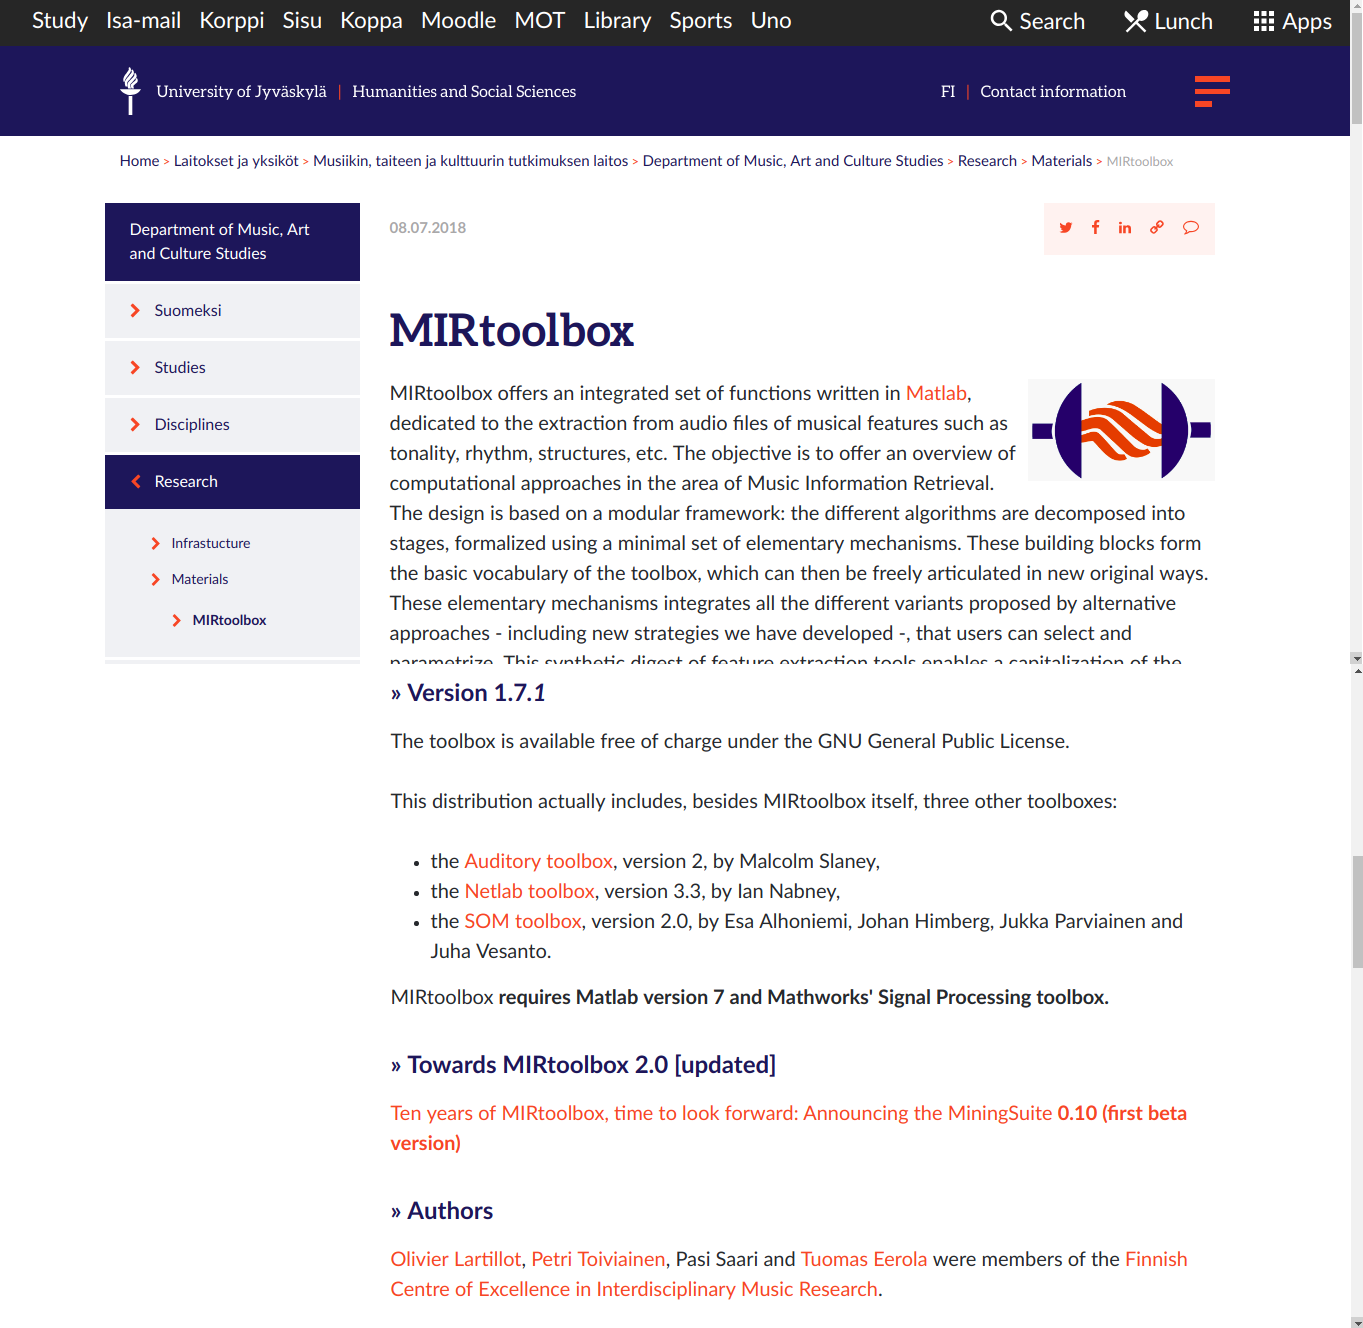 Study Isa-mail Korppi Sisu Koppa Moodle MOT Library Sports Uno Search Lunch Apps
University of Jyväskylä | Humanities and Social Sciences FI | Contact information
Home > Laitokset ja yksiköt > Musiikin, taiteen ja kulttuurin tutkimuksen laitos > Department of Music, Art and Culture Studies > Research > Materials > MIRtoolbox
Department of Music, Art
and Culture Studies
Suomeksi
Studies
Disciplines
Research
Infrastucture
Materials
MIRtoolbox
08.07.2018
MIRtoolbox
MIRtoolbox offers an integrated set of functions written in Matlab,
dedicated to the extraction from audio files of musical features such as
tonality, rhythm, structures, etc. The objective is to offer an overview of
computational approaches in the area of Music Information Retrieval.
The design is based on a modular framework: the different algorithms are decomposed into
stages, formalized using a minimal set of elementary mechanisms. These building blocks form
the basic vocabulary of the toolbox, which can then be freely articulated in new original ways.
These elementary mechanisms integrates all the different variants proposed by alternative
approaches - including new strategies we have developed -, that users can select and
parametrize. This synthetic digest of feature extraction tools enables a capitalization of the
» Version 1.7.1
The toolbox is available free of charge under the GNU General Public License.
This distribution actually includes, besides MIRtoolbox itself, three other toolboxes:
• the Auditory toolbox, version 2, by Malcolm Slaney,
• the Netlab toolbox, version 3.3, by Ian Nabney,
• the SOM toolbox, version 2.0, by Esa Alhoniemi, Johan Himberg, Jukka Parviainen and
Juha Vesanto.
MIRtoolbox requires Matlab version 7 and Mathworks' Signal Processing toolbox.
» Towards MIRtoolbox 2.0 [updated]
Ten years of MIRtoolbox, time to look forward: Announcing the MiningSuite 0.10 (first beta
version)
» Authors
Olivier Lartillot, Petri Toiviainen, Pasi Saari and Tuomas Eerola were members of the Finnish
Centre of Excellence in Interdisciplinary Music Research.